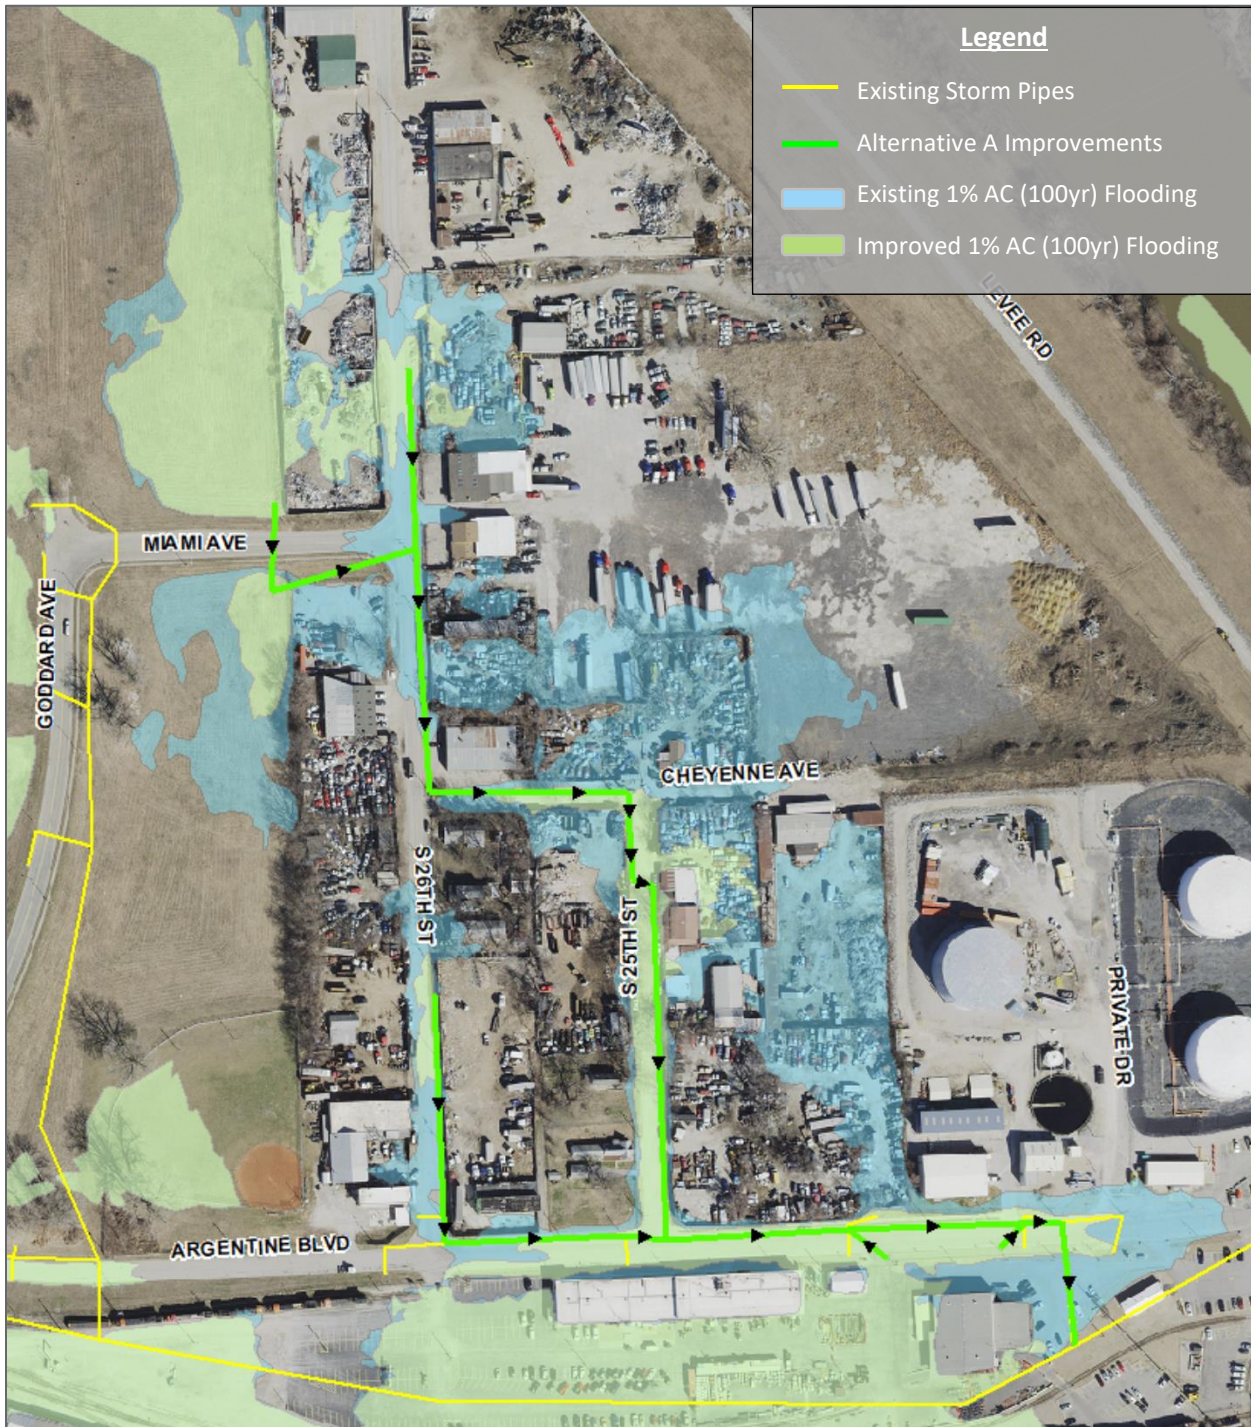 Legend
Existing Storm Pipes
Alternative A Improvements
Existing 1% AC (100yr) Flooding
Improved 1% AC (100yr) Flooding
LEVEE RD
MIAMI AVE
GODDARD AVE
CHEYENNE AVE
S 26TH ST
S 25TH ST
PRIVATE DR
ARGENTINE BLVD